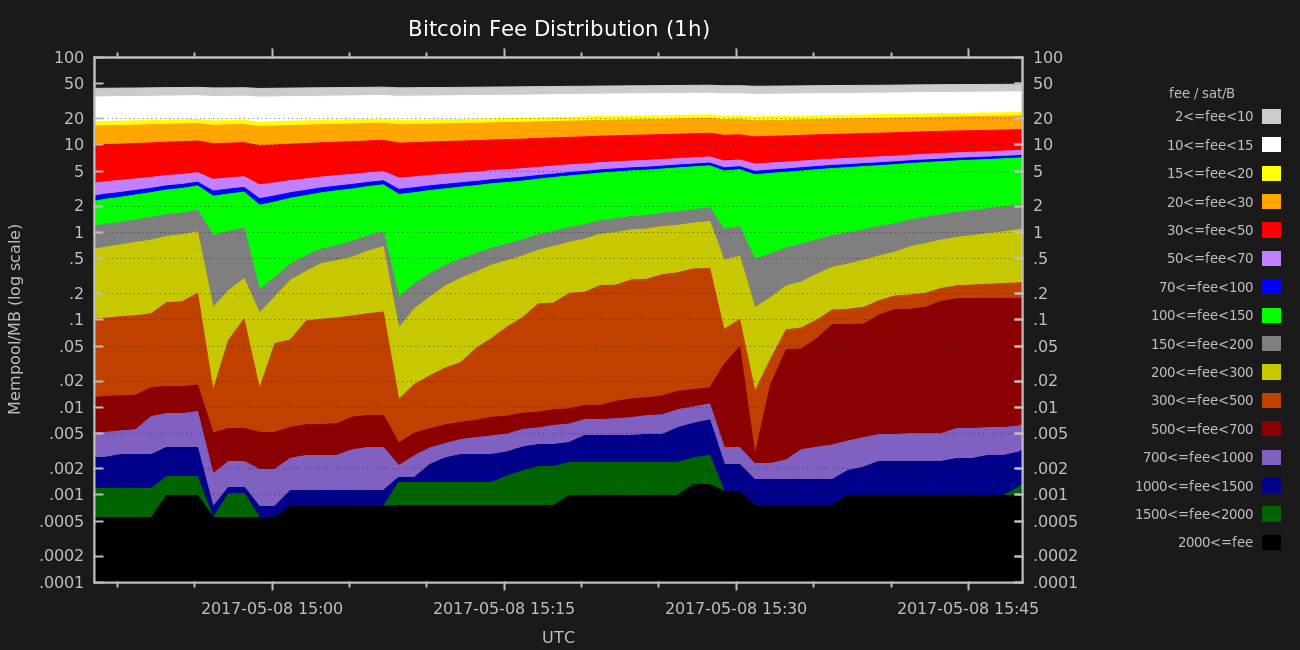 Bitcoin Fee Distribution (1h)
Mempool/MB (log scale)
100
50
20
10
5
2
1
.5
.2
.1
.05
.02
.01
.005
.002
.001
.0005
.0002
.0001
100
50
20
10
5
2
1
.5
.2
.1
.05
.02
.01
.005
.002
.001
.0005
.0002
.0001
2017-05-08 15:00
2017-05-08 15:15
2017-05-08 15:30
2017-05-08 15:45
UTC
fee / sat/B
2<=fee<10
10<=fee<15
15<=fee<20
20<=fee<30
30<=fee<50
50<=fee<70
70<=fee<100
100<=fee<150
150<=fee<200
200<=fee<300
300<=fee<500
500<=fee<700
700<=fee<1000
1000<=fee<1500
1500<=fee<2000
2000<=fee